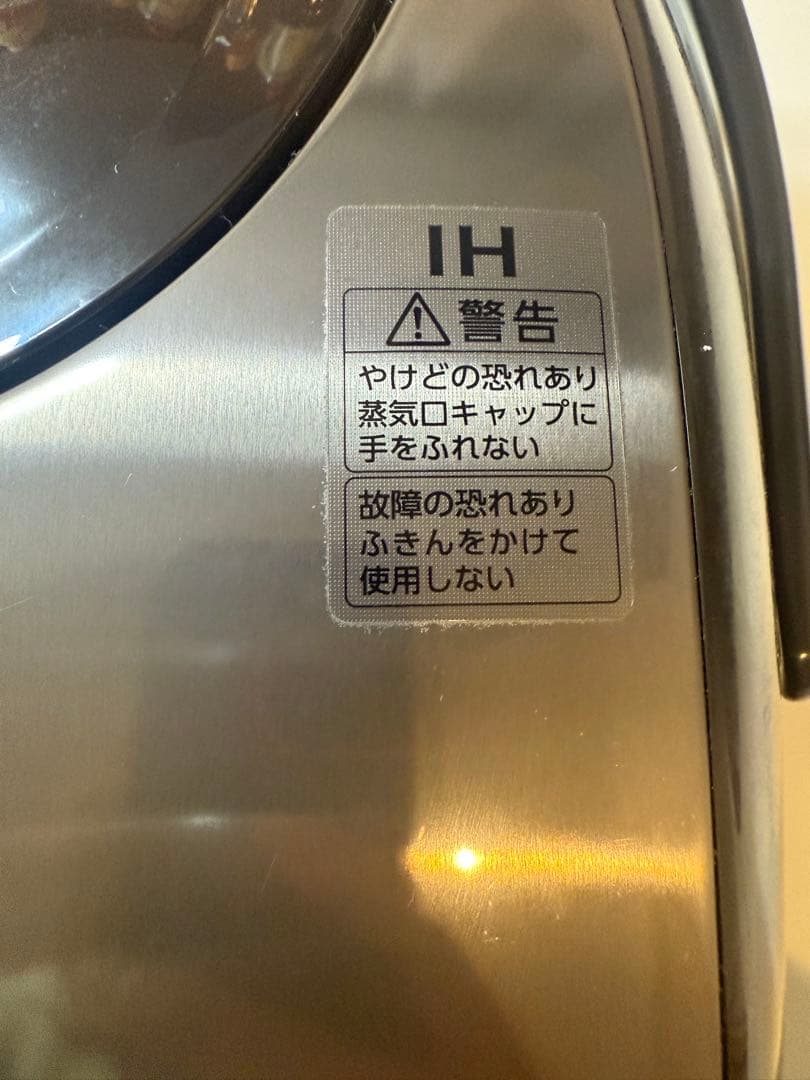 IH
⚠警告
やけどの恐れあり
蒸気口キャップに
手をふれない
故障の恐れあり
ふきんをかけて
使用しない